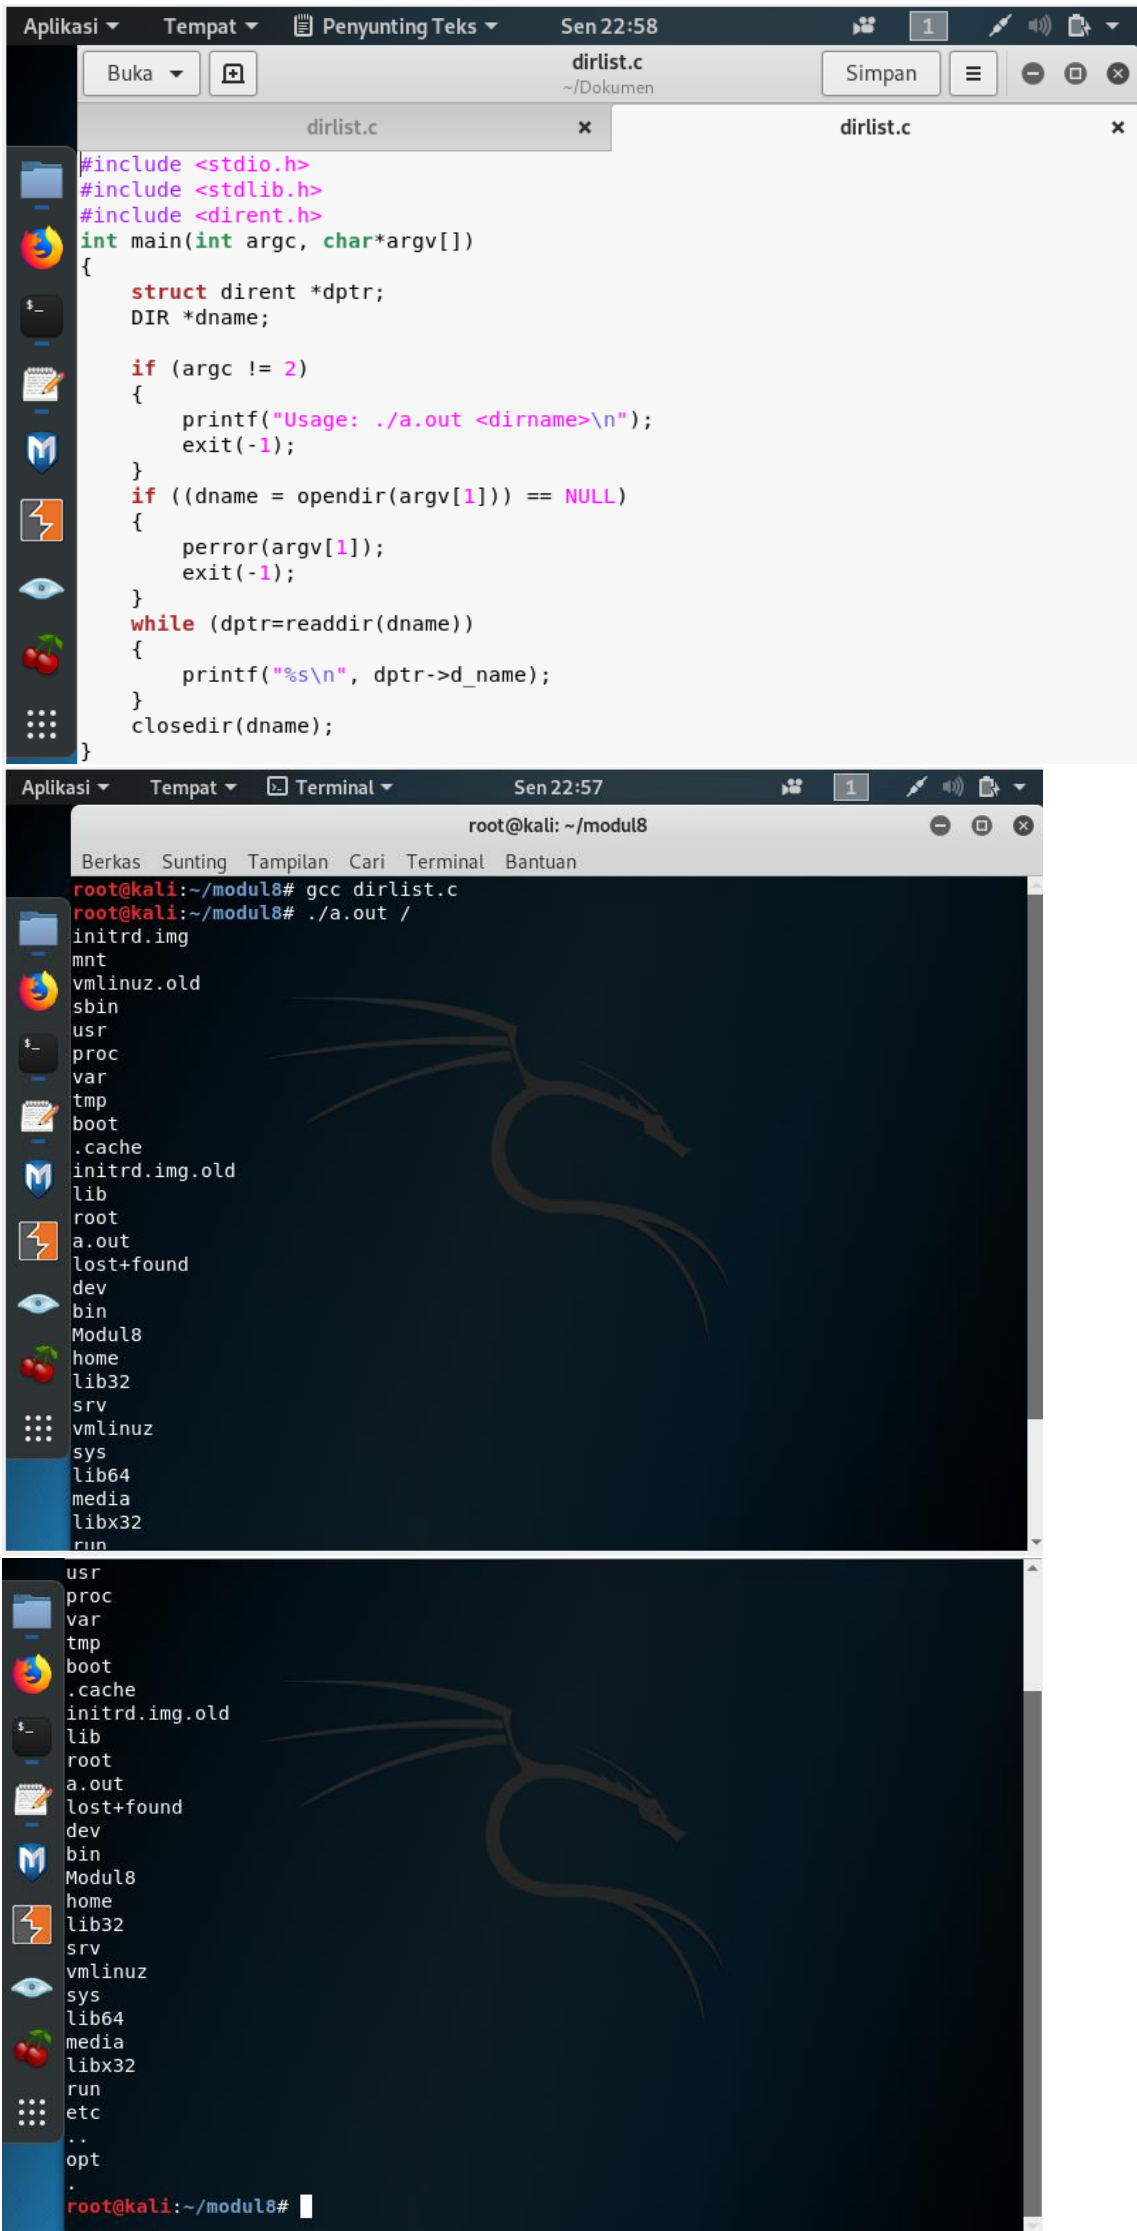 Aplikasi Tempat Penyunting Teks Sen 22:58 1
Buka dirlist.c Simpan
~/Dokumen
dirlist.c dirlist.c
#include <stdio.h>
#include <stdlib.h>
#include <dirent.h>
int main(int argc, char*argv[])
{
    struct dirent *dptr;
    DIR *dname;
    if (argc != 2)
    {
        printf("Usage: ./a.out <dirname>\n");
        exit(-1);
    }
    if ((dname = opendir(argv[1])) == NULL)
    {
        perror(argv[1]);
        exit(-1);
    }
    while (dptr=readdir(dname))
    {
        printf("%s\n", dptr->d_name);
    }
    closedir(dname);
}
Aplikasi Tempat Terminal Sen 22:57 1
root@kali: ~/modul8
Berkas Sunting Tampilan Cari Terminal Bantuan
root@kali:~/modul8# gcc dirlist.c
root@kali:~/modul8# ./a.out /
initrd.img
mnt
vmlinuz.old
sbin
usr
proc
var
tmp
boot
.cache
initrd.img.old
lib
root
a.out
lost+found
dev
bin
Modul8
home
lib32
srv
vmlinuz
sys
lib64
media
libx32
run
usr
proc
var
tmp
boot
.cache
initrd.img.old
lib
root
a.out
lost+found
dev
bin
Modul8
home
lib32
srv
vmlinuz
sys
lib64
media
libx32
run
etc
..
opt
.
root@kali:~/modul8#